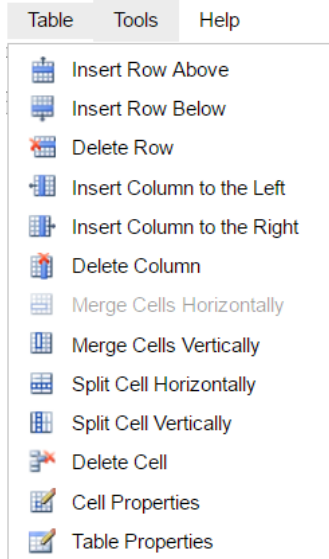 Table Tools Help
Insert Row Above
Insert Row Below
Delete Row
Insert Column to the Left
Insert Column to the Right
Delete Column
Merge Cells Horizontally
Merge Cells Vertically
Split Cell Horizontally
Split Cell Vertically
Delete Cell
Cell Properties
Table Properties